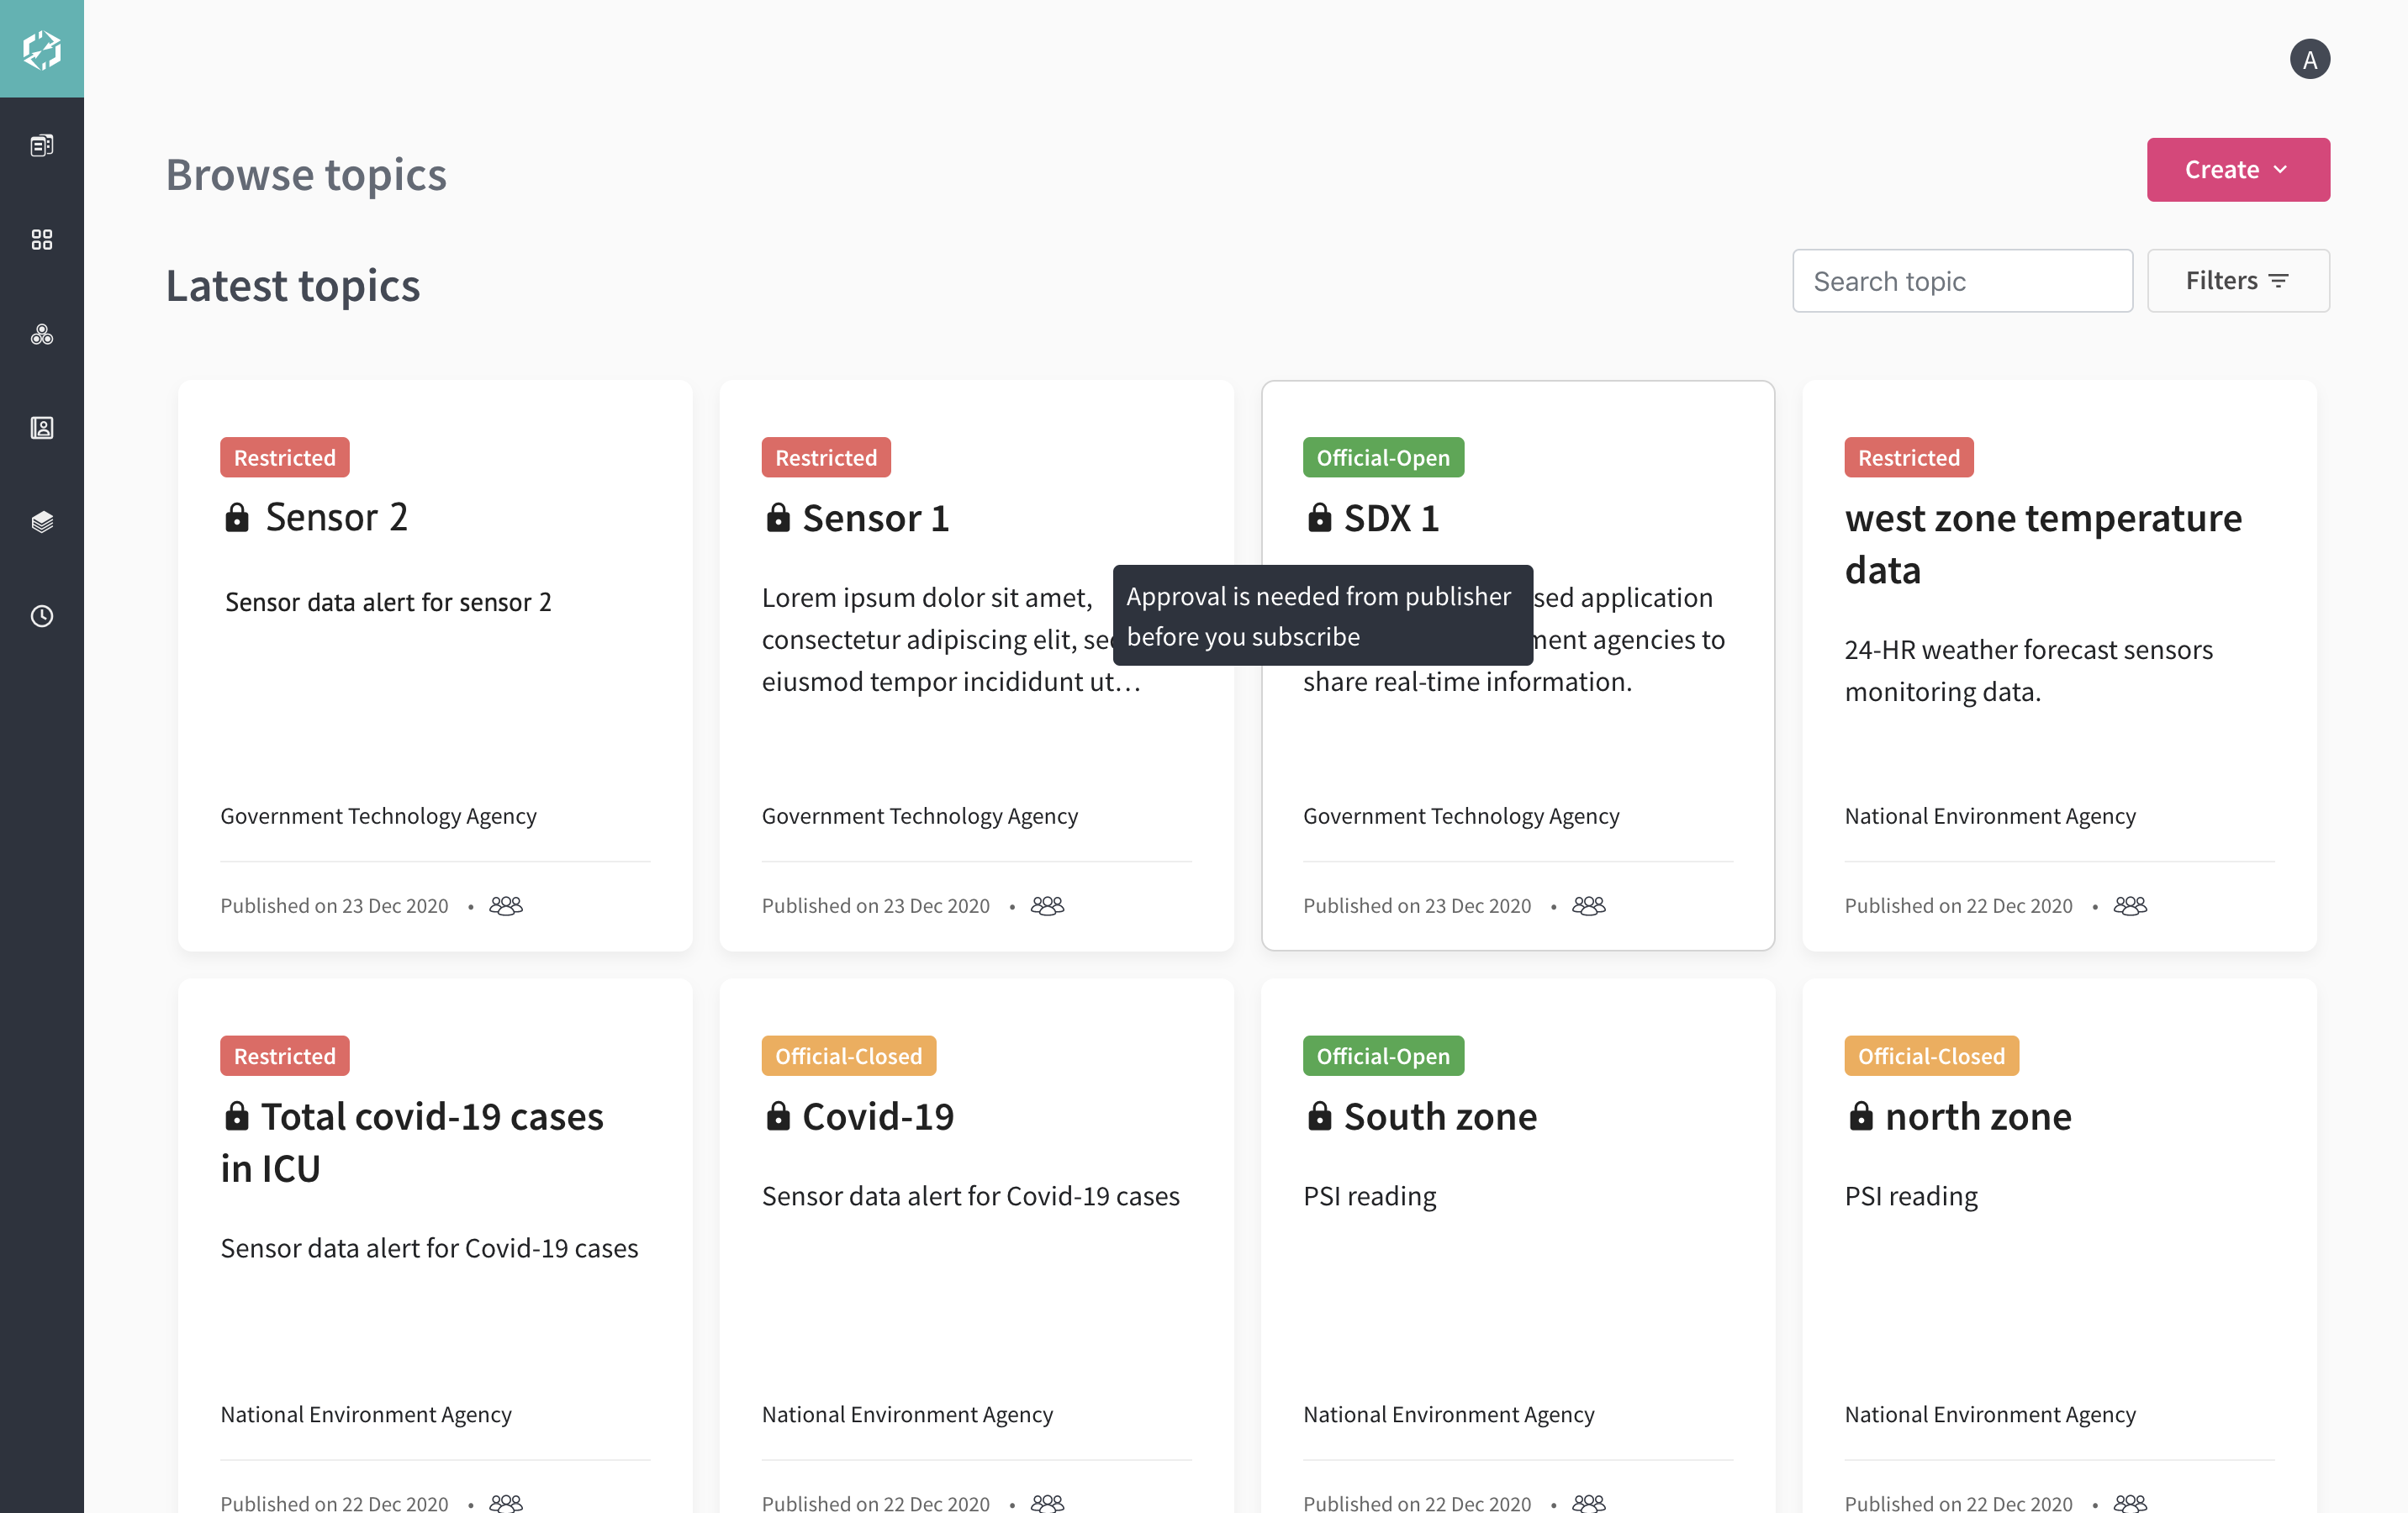 A
Browse topics
Create
Latest topics
Search topic
Filters
Restricted
Sensor 2
Sensor data alert for sensor 2
Government Technology Agency
Published on 23 Dec 2020 •
Restricted
Sensor 1
Lorem ipsum dolor sit amet,
consectetur adipiscing elit,
eiusmod tempor incididunt ut…
Government Technology Agency
Published on 23 Dec 2020 •
Official-Open
SDX 1
Approval is needed from publisher
before you subscribe
application
agencies to
share real-time information.
Government Technology Agency
Published on 23 Dec 2020 •
Restricted
west zone temperature
data
24-HR weather forecast sensors
monitoring data.
National Environment Agency
Published on 22 Dec 2020 •
Restricted
Total covid-19 cases
in ICU
Sensor data alert for Covid-19 cases
National Environment Agency
Published on 22 Dec 2020 •
Official-Closed
Covid-19
Sensor data alert for Covid-19 cases
National Environment Agency
Published on 22 Dec 2020 •
Official-Open
South zone
PSI reading
National Environment Agency
Published on 22 Dec 2020 •
Official-Closed
north zone
PSI reading
National Environment Agency
Published on 22 Dec 2020 •